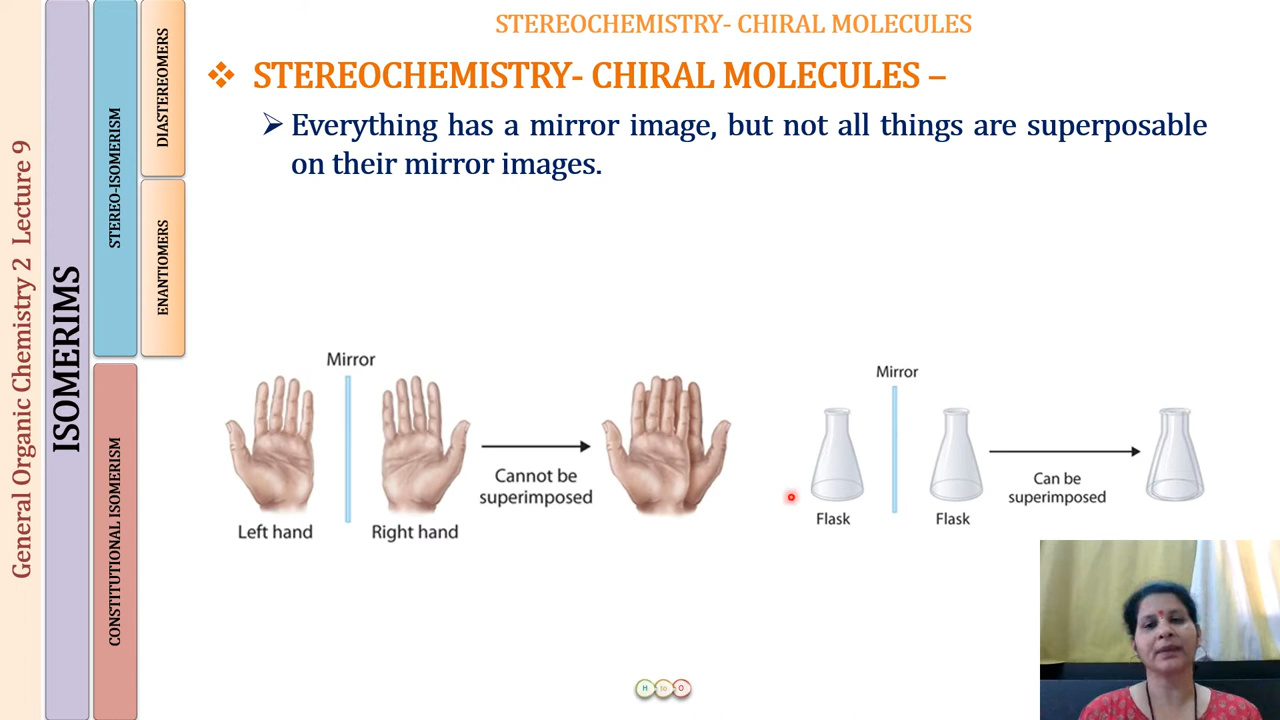 STEREOCHEMISTRY- CHIRAL MOLECULES
General Organic Chemistry 2 Lecture 9
ISOMERIMS
STEREO-ISOMERISM
CONSTITUTIONAL ISOMERISM
DIASTEREOMERS
ENANTIOMERS
❖ STEREOCHEMISTRY- CHIRAL MOLECULES –
➢ Everything has a mirror image, but not all things are superposable
on their mirror images.
Mirror
Left hand
Right hand
Cannot be
superimposed
Mirror
Flask
Flask
Can be
superimposed
H to O